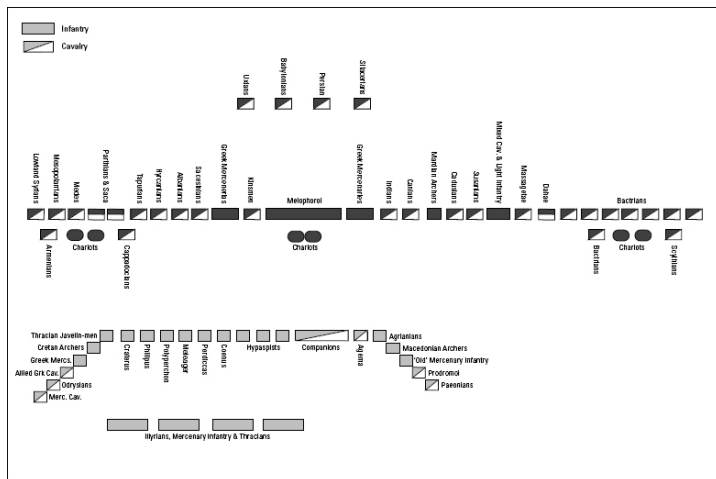 Infantry
Cavalry
Uxians
Babylonians
Persian
Sitacenians
Lowland Syrians
Mesopotamians
Medes
Parthians & Saca
Tapurians
Hyrcanians
Albanians
Sacesinians
Greek Mercenaries
Kinsmen
Melophoroi
Greek Mercenaries
Indians
Carians
Mardian Archers
Cadusians
Susianians
Mixed Cav. & Light Infantry
Massagetae
Dahae
Bactrians
Armenians
Chariots
Cappadocians
Chariots
Bactrians
Chariots
Scythians
Thracian Javelin-men
Cretan Archers
Greek Mercs.
Allied Grk Cav.
Odrysians
Merc. Cav.
Craterus
Philipus
Polyperchon
Meleager
Perdiccas
Coenus
Hypaspists
Companions
Agema
Agrianians
Macedonian Archers
'Old' Mercenary Infantry
Prodromoi
Paeonians
Illyrians, Mercenary Infantry & Thracians